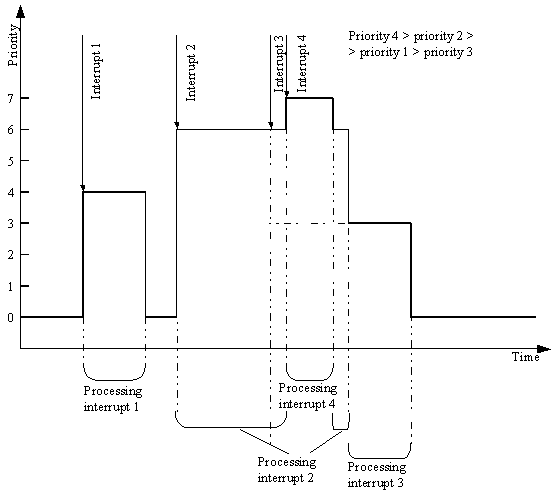 Priority
Interrupt 1
Interrupt 2
Interrupt 3
Interrupt 4
Priority 4 > priority 2 >
> priority 1 > priority 3
7
6
5
4
3
2
1
0
Time
Processing
interrupt 1
Processing
interrupt 4
Processing
interrupt 2
Processing
interrupt 3